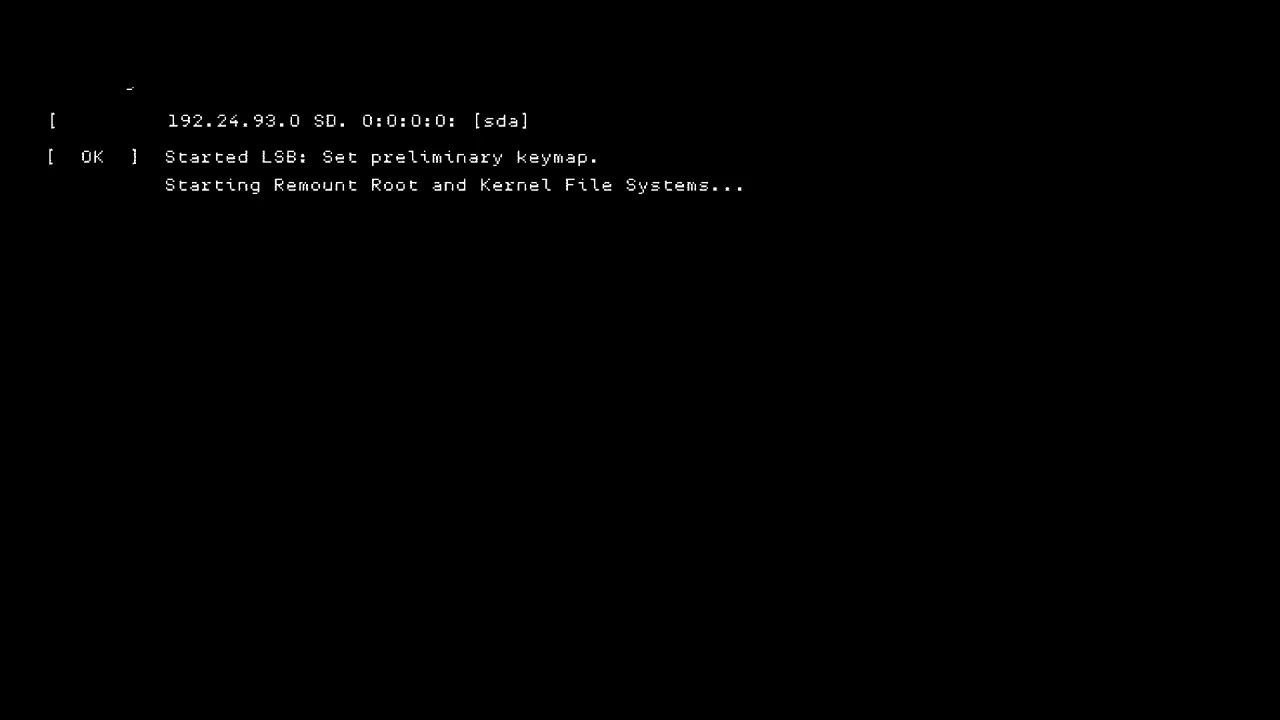 -
[ 192.24.93.0 SD. 0:0:0:0: [sda]
[ OK ] Started LSB: Set preliminary keymap.
Starting Remount Root and Kernel File Systems...